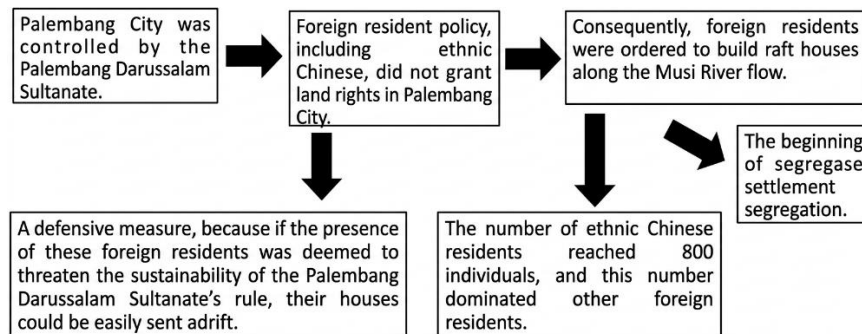 Palembang City was
controlled by the
Palembang Darussalam
Sultanate.
Foreign resident policy,
including ethnic
Chinese, did not grant
land rights in Palembang
City.
Consequently, foreign residents
were ordered to build raft houses
along the Musi River flow.
The beginning
of segregase
settlement
segregation.
A defensive measure, because if the presence
of these foreign residents was deemed to
threaten the sustainability of the Palembang
Darussalam Sultanate's rule, their houses
could be easily sent adrift.
The number of ethnic Chinese
residents reached 800
individuals, and this number
dominated other foreign
residents.